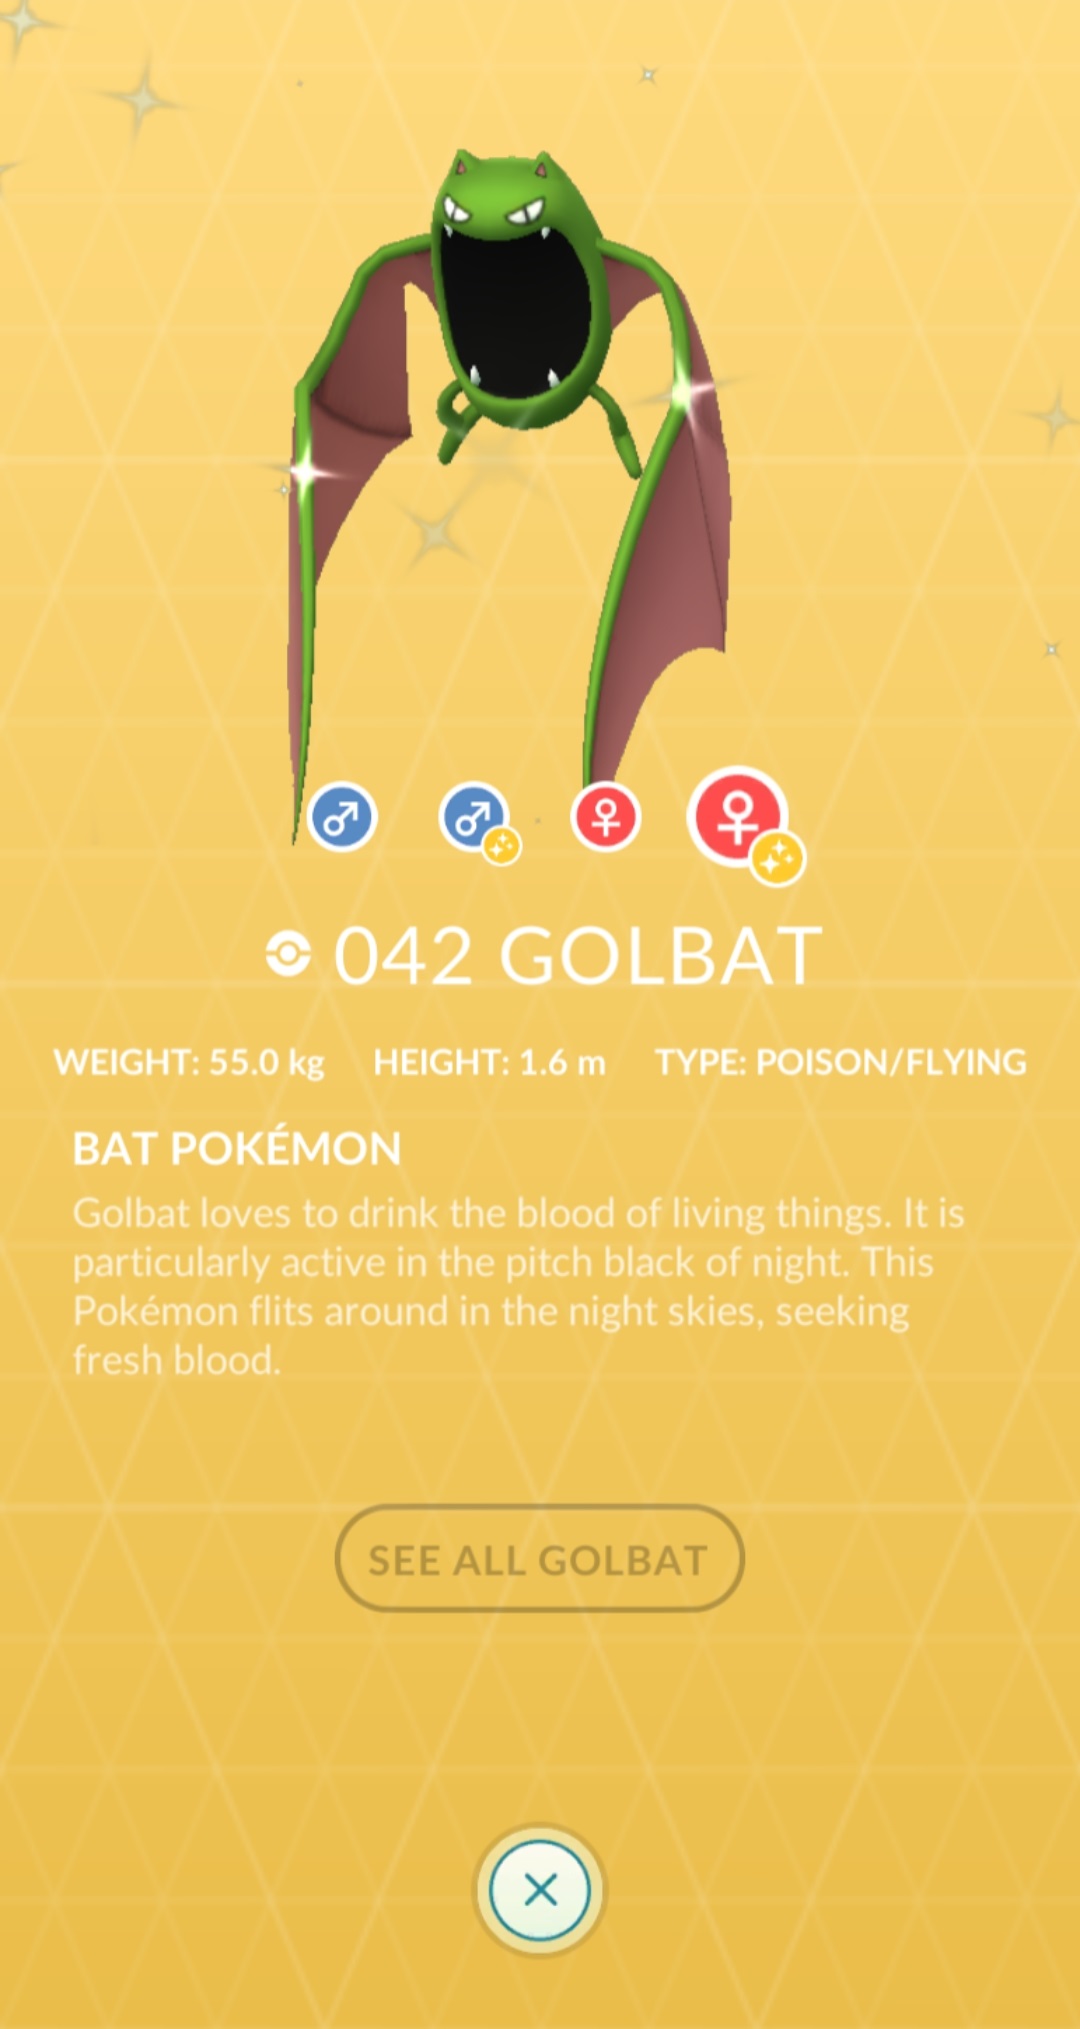 042 GOLBAT
WEIGHT: 55.0 kg HEIGHT: 1.6 m TYPE: POISON/FLYING
BAT POKÉMON
Golbat loves to drink the blood of living things. It is
particularly active in the pitch black of night. This
Pokémon flits around in the night skies, seeking
fresh blood.
SEE ALL GOLBAT